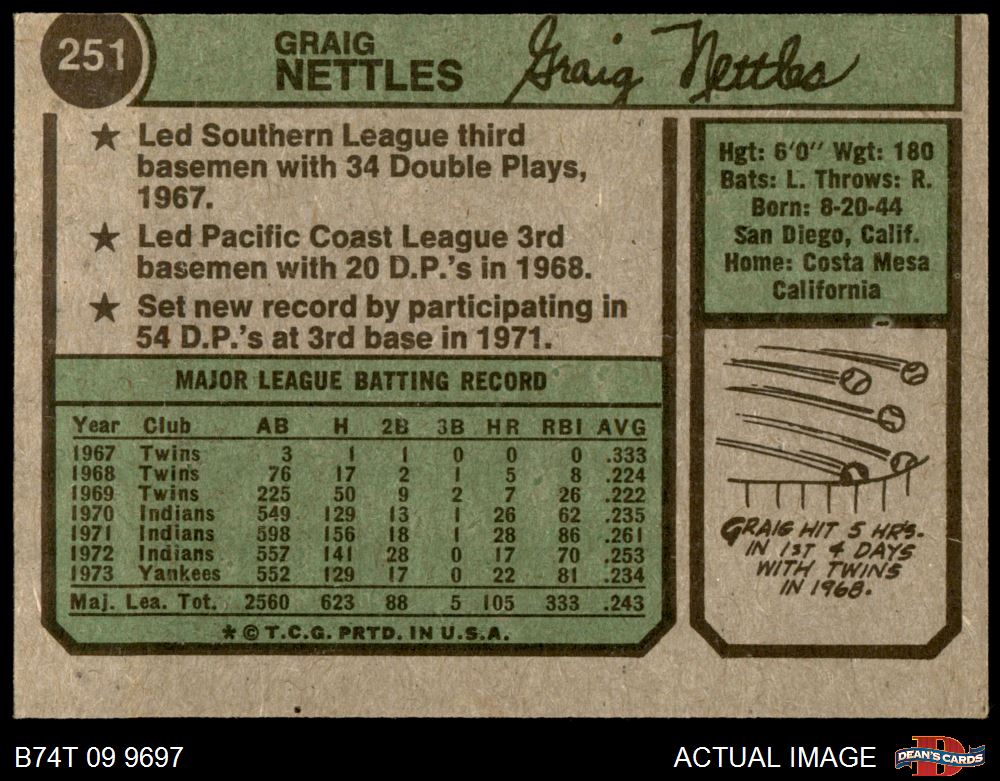 251
GRAIG
NETTLES
Graig Nettles
★ Led Southern League third
basemen with 34 Double Plays,
1967.
★ Led Pacific Coast League 3rd
basemen with 20 D.P.'s in 1968.
★ Set new record by participating in
54 D.P.'s at 3rd base in 1971.
Hgt: 6'0" Wgt: 180
Bats: L. Throws: R.
Born: 8-20-44
San Diego, Calif.
Home: Costa Mesa
California
MAJOR LEAGUE BATTING RECORD
Year Club AB H 2B 3B HR RBI AVG
1967 Twins 3 1 1 0 0 0 .333
1968 Twins 76 17 2 1 5 8 .224
1969 Twins 225 50 9 2 7 26 .222
1970 Indians 549 129 13 1 26 62 .235
1971 Indians 598 156 18 1 28 86 .261
1972 Indians 557 141 28 0 17 70 .253
1973 Yankees 552 129 17 0 22 81 .234
Maj. Lea. Tot. 2560 623 88 5 105 333 .243
* © T.C.G. PRTD. IN U.S.A.
GRAIG HIT 5 HR'S.
IN 1ST 4 DAYS
WITH TWINS
IN 1968.
B74T 09 9697
ACTUAL IMAGE
D
DEAN'S CARDS